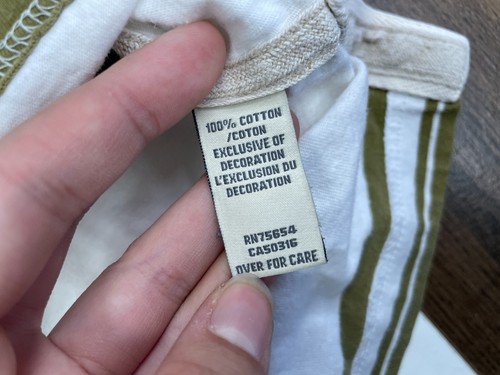 100% COTTON
/COTON
EXCLUSIVE OF
DECORATION
L'EXCLUSION DU
DECORATION
RN75654
CA50316
OVER FOR CARE